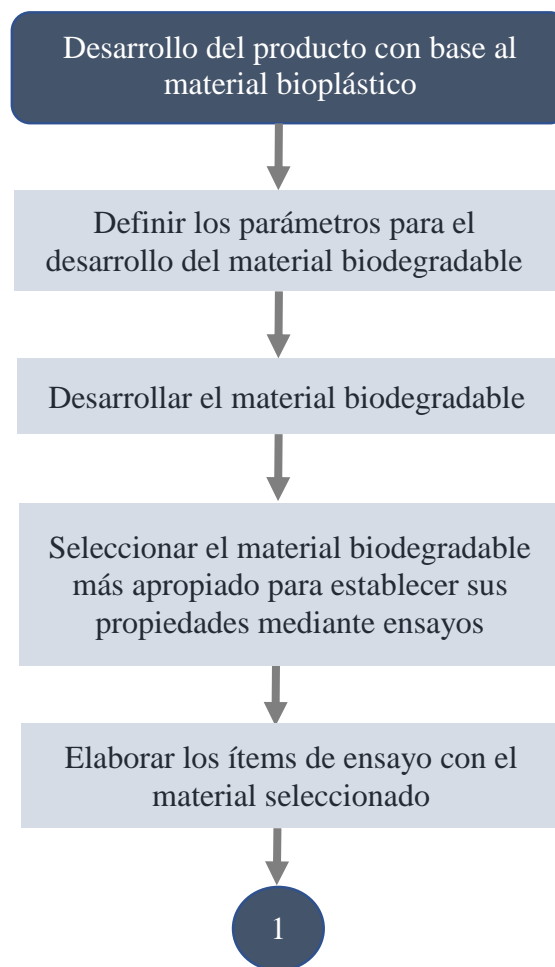 Desarrollo del producto con base al
material bioplástico
Definir los parámetros para el
desarrollo del material biodegradable
Desarrollar el material biodegradable
Seleccionar el material biodegradable
más apropiado para establecer sus
propiedades mediante ensayos
Elaborar los ítems de ensayo con el
material seleccionado
1